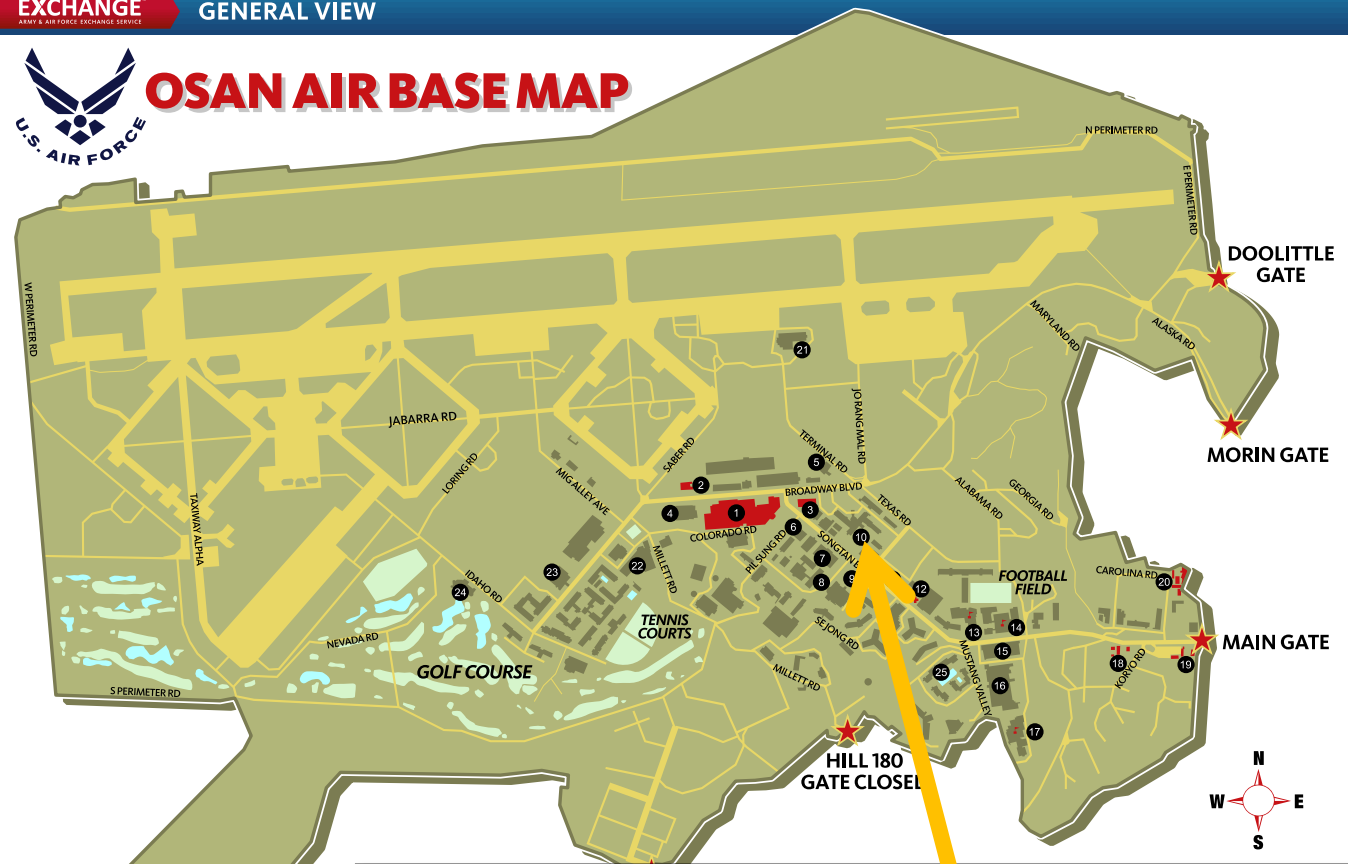 EXCHANGE
ARMY & AIR FORCE EXCHANGE SERVICE
GENERAL VIEW
U.S. AIR FORCE
OSAN AIR BASE MAP
N PERIMETER RD
E PERIMETER RD
DOOLITTLE
GATE
W PERIMETER RD
MARYLAND RD
ALASKA RD
21
JABARRA RD
JO RANG MAL RD
MORIN GATE
SABER RD
TERMINAL RD
5
LORING RD
MIG ALLEY AVE
2
BROADWAY BLVD
ALABAMA RD
GEORGIA RD
TAXIWAY ALPHA
4
1
3
TEXAS RD
COLORADO RD
6
PIL SUNG RD
SONGTAN
10
7
22
MILLETT RD
23
8
9
12
FOOTBALL
FIELD
CAROLINA RD
20
24
IDAHO RD
TENNIS
COURTS
SEJONG RD
13
14
NEVADA RD
MAIN GATE
GOLF COURSE
15
MUSTANG VALLEY
18
KORYO RD
19
MILLETT RD
25
16
S PERIMETER RD
17
HILL 180
GATE CLOSED
N
W
E
S